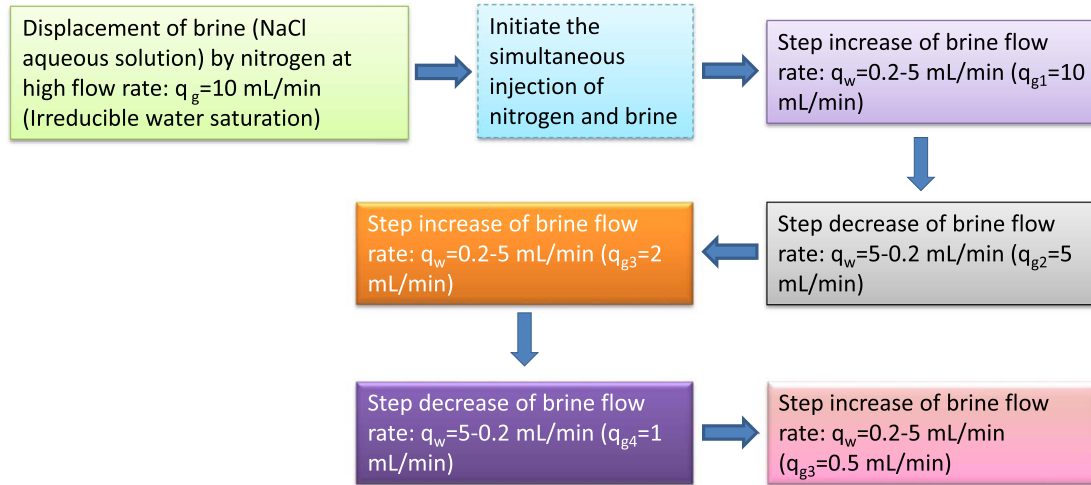 Displacement of brine (NaCl
aqueous solution) by nitrogen at
high flow rate: q g=10 mL/min
(Irreducible water saturation)
Initiate the
simultaneous
injection of
nitrogen and brine
Step increase of brine flow
rate: qw=0.2-5 mL/min (qg1=10
mL/min)
Step decrease of brine flow
rate: qw=5-0.2 mL/min (qg2=5
mL/min)
Step increase of brine flow
rate: qw=0.2-5 mL/min (qg3=2
mL/min)
Step decrease of brine flow
rate: qw=5-0.2 mL/min (qg4=1
mL/min)
Step increase of brine flow
rate: qw=0.2-5 mL/min
(qg3=0.5 mL/min)